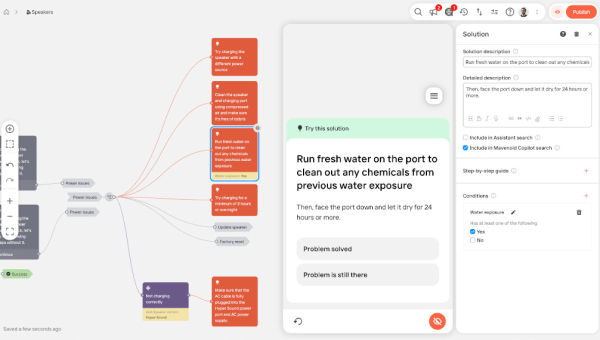 Speakers
2
1
Publish
Try charging the
speaker with a
different power
source
Clean the speaker
and charging port
using compressed
air and make sure
it's free of debris
Run fresh water on
the port to clean
out any chemicals
from previous water
exposure
Water exposure: Yes
Try charging for a
minimum of 3 hours
or overnight
Power issues
Power issues
Power issues
Update speaker
Factory reset
Success
Not charging
correctly
Hyper Sound
Make sure that the
AC cable is fully
plugged into the
Hyper Sound power
port and AC power
supply.
Saved a few seconds ago
Try this solution
Run fresh water on the port to
clean out any chemicals from
previous water exposure
Then, face the port down and let it dry for 24
hours or more.
Problem solved
Problem is still there
Solution
Solution description
Run fresh water on the port to clean out any chemicals
Detailed description
Then, face the port down and let it dry for 24 hours or
more.
Include in Assistant search
Include in Mavenoid Copilot search
Step-by-step guide
Conditions
Water exposure
Has at least one of the following
Yes
No